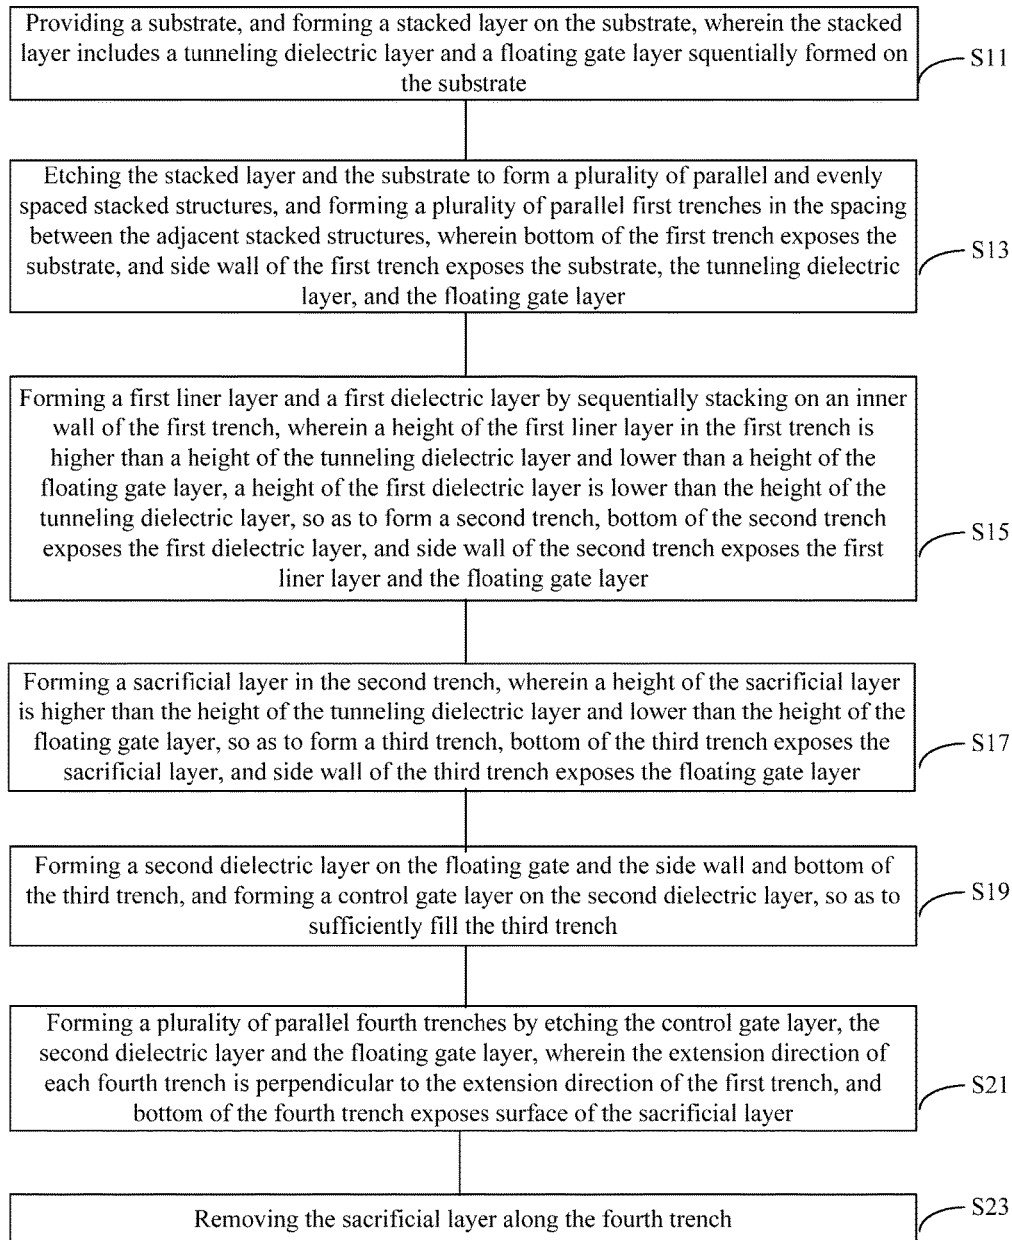 Providing a substrate, and forming a stacked layer on the substrate, wherein the stacked
layer includes a tunneling dielectric layer and a floating gate layer squentially formed on
the substrate
S11
Etching the stacked layer and the substrate to form a plurality of parallel and evenly
spaced stacked structures, and forming a plurality of parallel first trenches in the spacing
between the adjacent stacked structures, wherein bottom of the first trench exposes the
substrate, and side wall of the first trench exposes the substrate, the tunneling dielectric
layer, and the floating gate layer
S13
Forming a first liner layer and a first dielectric layer by sequentially stacking on an inner
wall of the first trench, wherein a height of the first liner layer in the first trench is
higher than a height of the tunneling dielectric layer and lower than a height of the
floating gate layer, a height of the first dielectric layer is lower than the height of the
tunneling dielectric layer, so as to form a second trench, bottom of the second trench
exposes the first dielectric layer, and side wall of the second trench exposes the first
liner layer and the floating gate layer
S15
Forming a sacrificial layer in the second trench, wherein a height of the sacrificial layer
is higher than the height of the tunneling dielectric layer and lower than the height of the
floating gate layer, so as to form a third trench, bottom of the third trench exposes the
sacrificial layer, and side wall of the third trench exposes the floating gate layer
S17
Forming a second dielectric layer on the floating gate and the side wall and bottom of
the third trench, and forming a control gate layer on the second dielectric layer, so as to
sufficiently fill the third trench
S19
Forming a plurality of parallel fourth trenches by etching the control gate layer, the
second dielectric layer and the floating gate layer, wherein the extension direction of
each fourth trench is perpendicular to the extension direction of the first trench, and
bottom of the fourth trench exposes surface of the sacrificial layer
S21
Removing the sacrificial layer along the fourth trench
S23